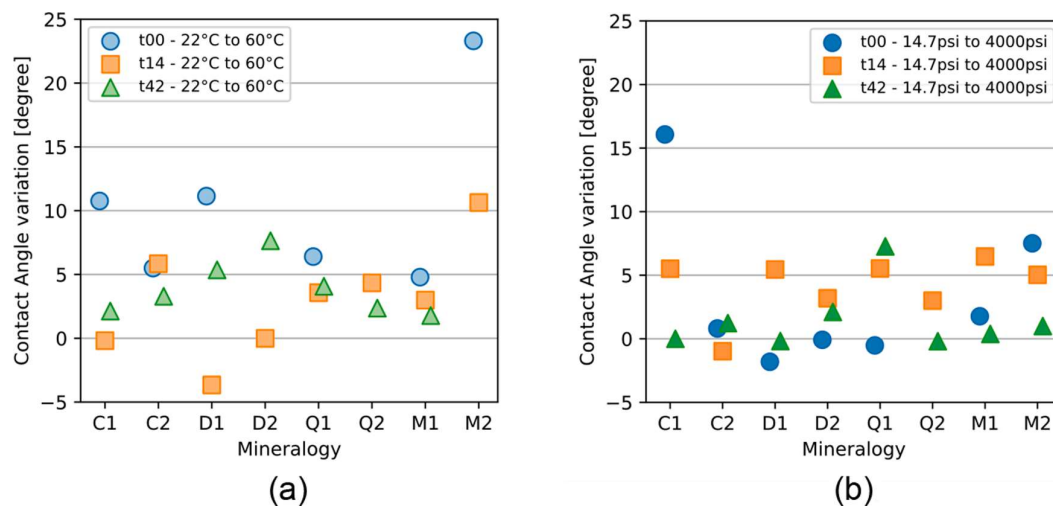 t00 - 22°C to 60°C
t14 - 22°C to 60°C
t42 - 22°C to 60°C
Contact Angle variation [degree]
25
20
15
10
5
0
−5
C1 C2 D1 D2 Q1 Q2 M1 M2
Mineralogy
(a)
t00 - 14.7psi to 4000psi
t14 - 14.7psi to 4000psi
t42 - 14.7psi to 4000psi
Contact Angle variation [degree]
25
20
15
10
5
0
−5
C1 C2 D1 D2 Q1 Q2 M1 M2
Mineralogy
(b)